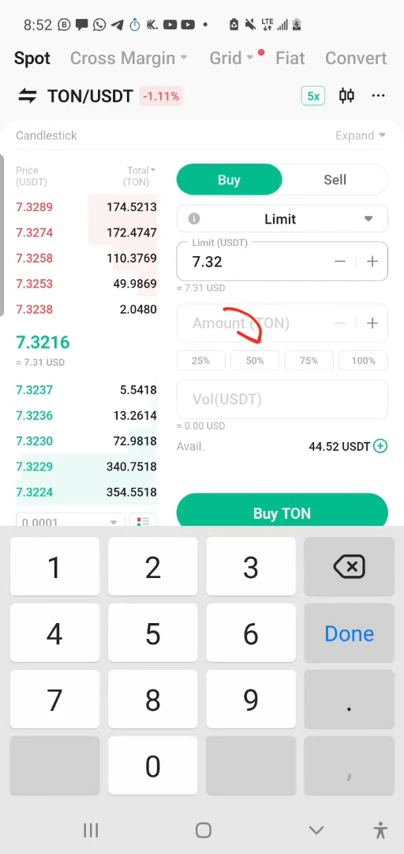 8:52 LTE
Spot Cross Margin Grid Fiat Convert
TON/USDT -1.11% 5x
Candlestick Expand
Price (USDT) Total (TON)
7.3289 174.5213
7.3274 172.4747
7.3258 110.3769
7.3253 49.9869
7.3238 2.0480
7.3216
≈ 7.31 USD
7.3237 5.5418
7.3236 13.2614
7.3230 72.9818
7.3229 340.7518
7.3224 354.5518
0.0001
Buy Sell
Limit
Limit (USDT)
7.32 − +
≈ 7.31 USD
Amount (TON) − +
25% 50% 75% 100%
Vol(USDT)
≈ 0.00 USD
Avail. 44.52 USDT
Buy TON
1 2 3
4 5 6 Done
7 8 9 .
0 ,